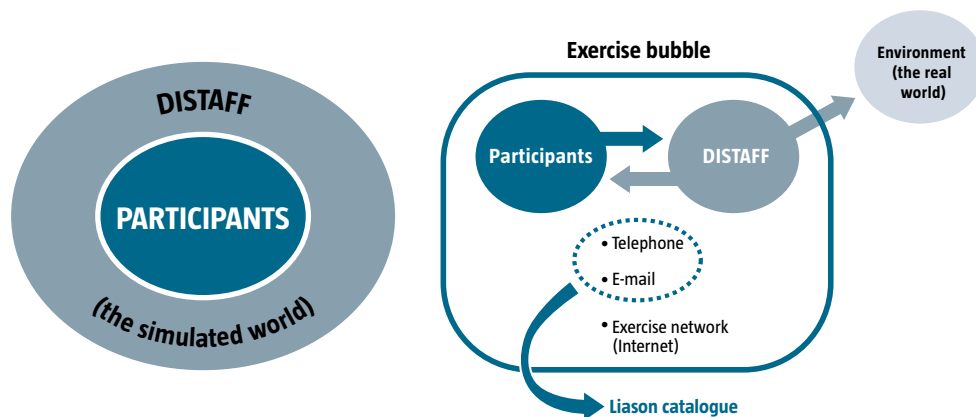 DISTAFF
PARTICIPANTS
(the simulated world)
Exercise bubble
Environment
(the real
world)
Participants
DISTAFF
• Telephone
• E-mail
• Exercise network
(Internet)
Liason catalogue